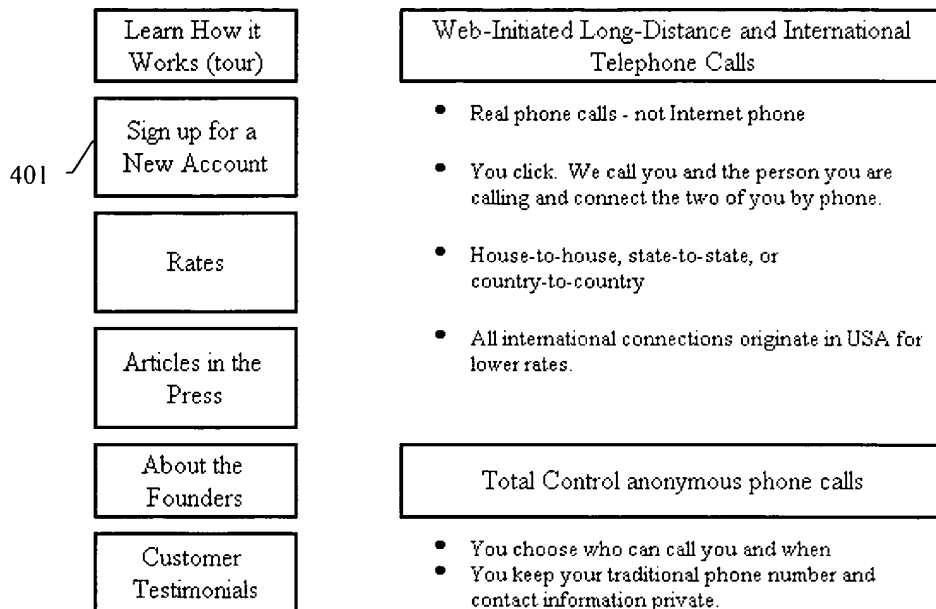 Learn How it
Works (tour)
401
Sign up for a
New Account
Rates
Articles in the
Press
About the
Founders
Customer
Testimonials
Web-Initiated Long-Distance and International
Telephone Calls
• Real phone calls - not Internet phone
• You click. We call you and the person you are
calling and connect the two of you by phone.
• House-to-house, state-to-state, or
country-to-country
• All international connections originate in USA for
lower rates.
Total Control anonymous phone calls
• You choose who can call you and when
• You keep your traditional phone number and
contact information private.